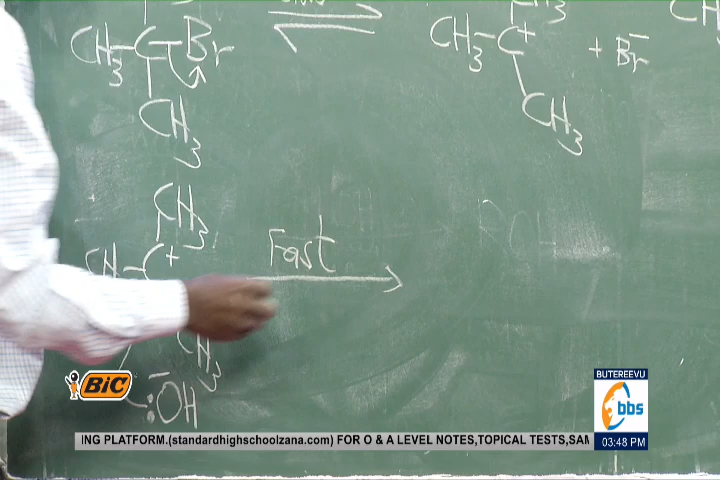 CH3-C-Br
CH3-C+ + Br-
CH3
CH3
CH3
CH-C+
Fast
CH3
-
:OH
BiC
BUTEREEVU
bbs
03:48 PM
ING PLATFORM.(standardhighschoolzana.com) FOR O & A LEVEL NOTES,TOPICAL TESTS,SAM